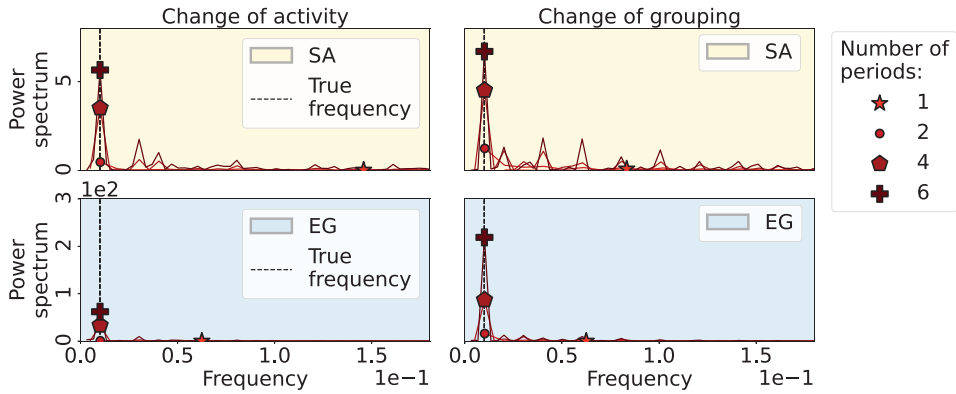 Change of activity
Change of grouping
Power
spectrum
5
0
SA
True
frequency
SA
Number of
periods:
1
2
4
6
1e2
Power
spectrum
3
2
1
0
EG
True
frequency
EG
0.0 0.5 1.0 1.5
0.0 0.5 1.0 1.5
Frequency 1e−1
Frequency 1e−1